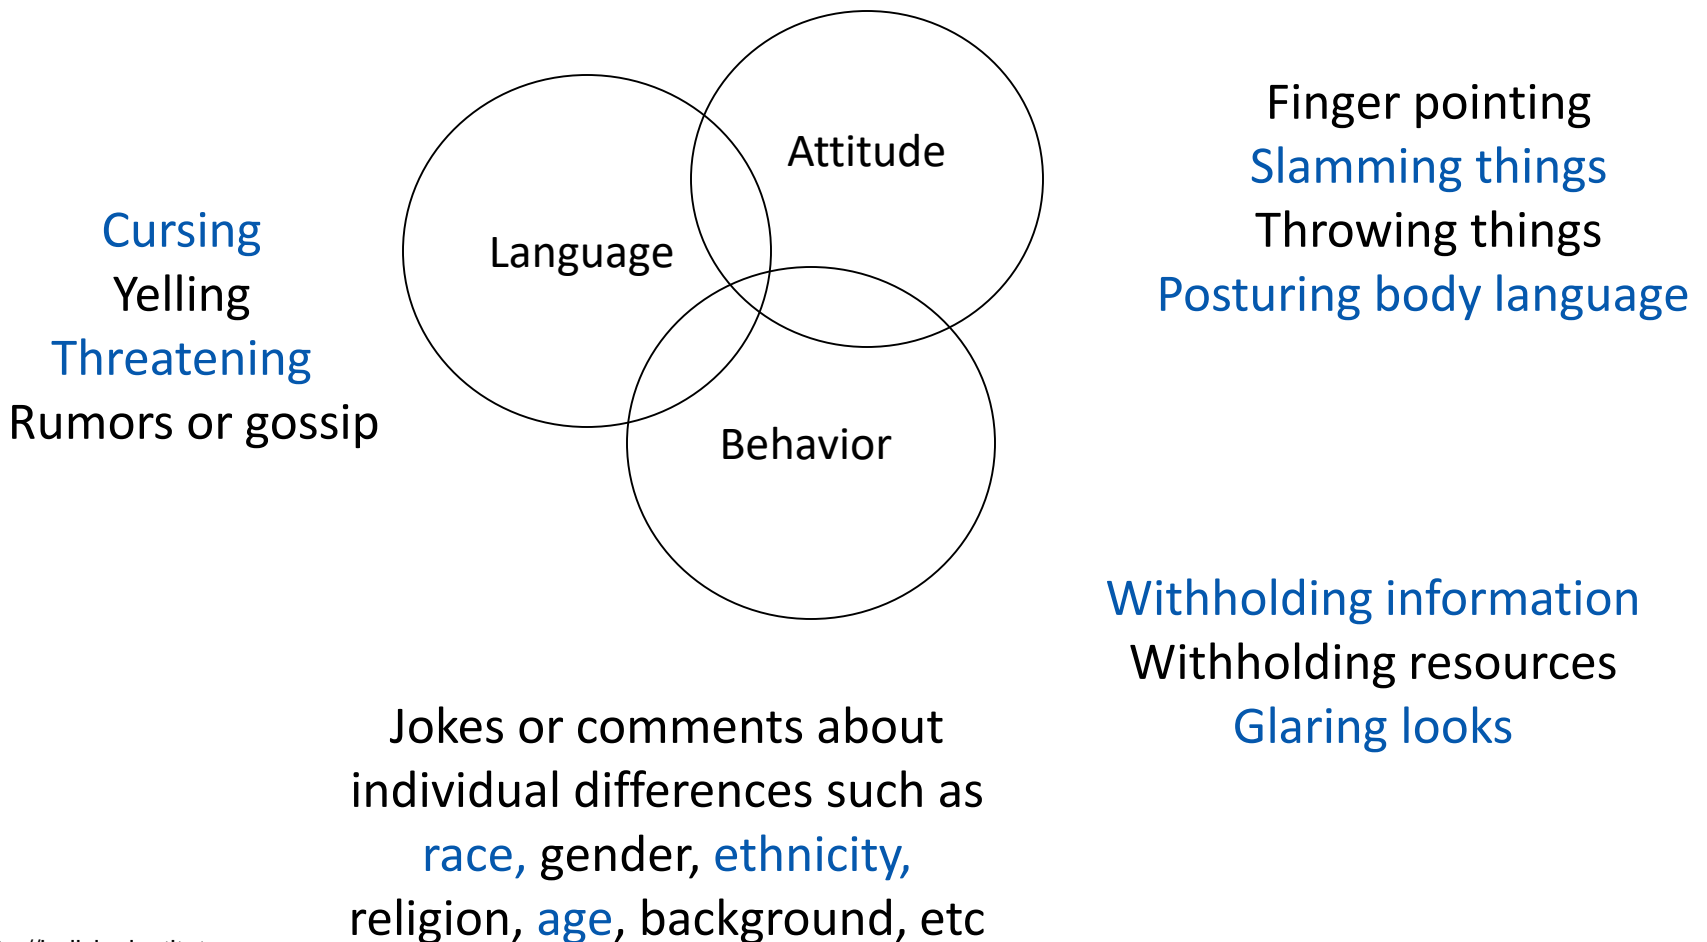 Attitude
Language
Behavior
Cursing
Yelling
Threatening
Rumors or gossip
Finger pointing
Slamming things
Throwing things
Posturing body language
Withholding information
Withholding resources
Glaring looks
Jokes or comments about
individual differences such as
race, gender, ethnicity,
religion, age, background, etc